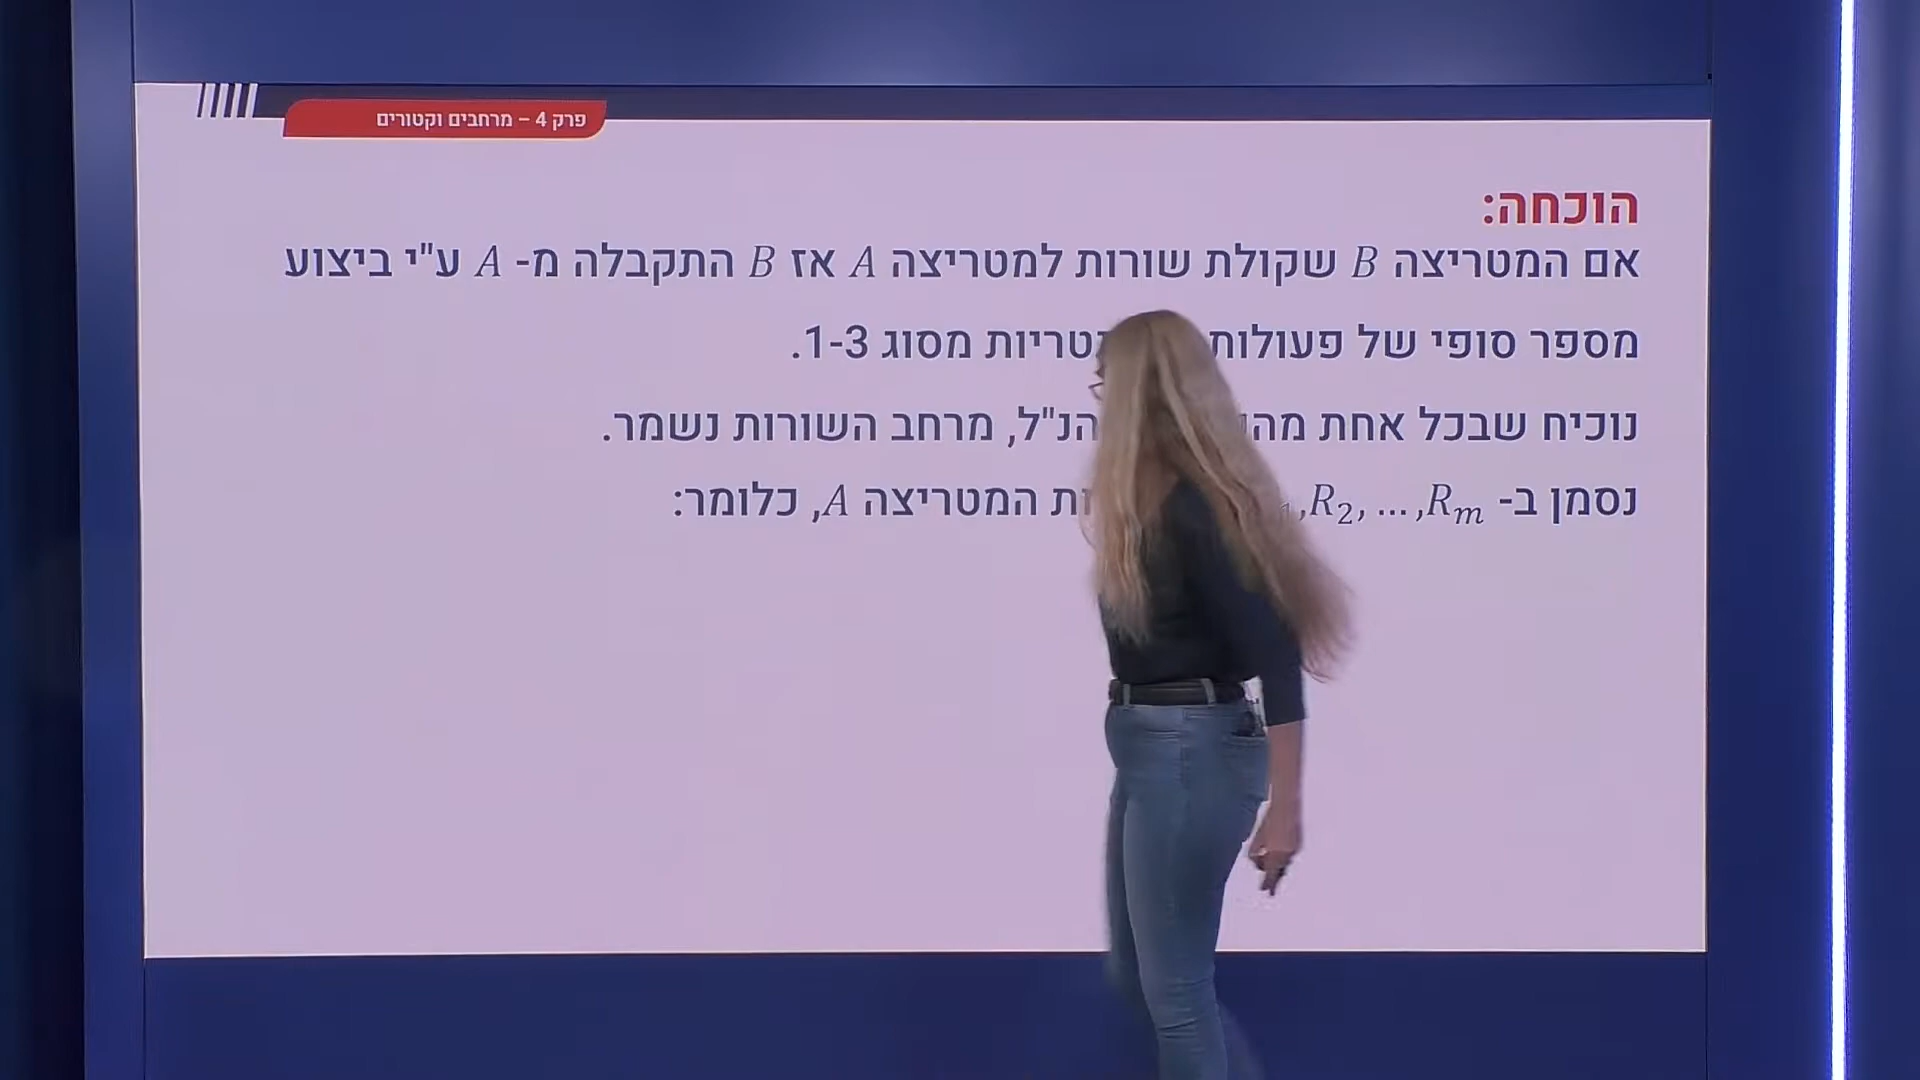 פרק 4 – מרחבים וקטורים
הוכחה:
אם המטריצה B שקולת שורות למטריצה A אז B התקבלה מ- A ע"י ביצוע
מספר סופי של פעולות מסוג 1-3.
נוכיח שבכל אחת הנ"ל, מרחב השורות נשמר.
נסמן ב- ,R₂, … ,Rₘ המטריצה A, כלומר: